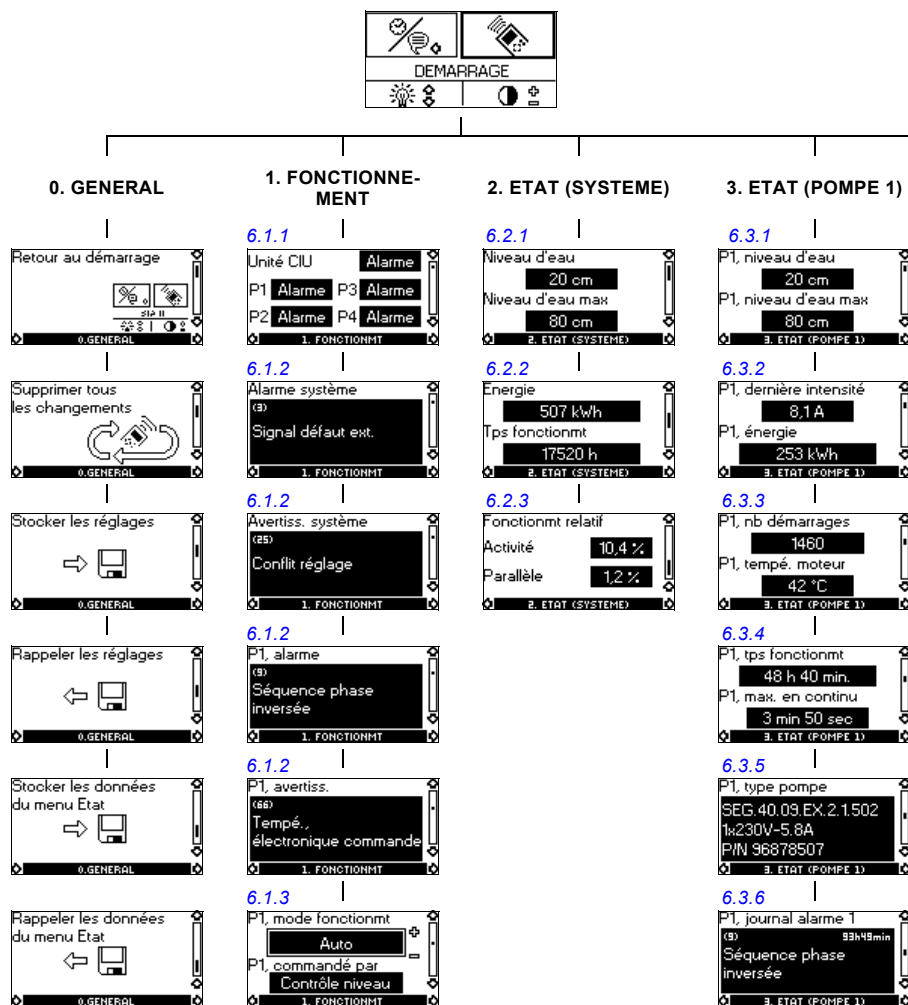 DEMARRAGE
0. GENERAL
1. FONCTIONNE-
MENT
2. ETAT (SYSTEME)
3. ETAT (POMPE 1)
Retour au démarrage
0.GENERAL
Supprimer tous
les changements
0.GENERAL
Stocker les réglages
0.GENERAL
Rappeler les réglages
0.GENERAL
Stocker les données
du menu Etat
0.GENERAL
Rappeler les données
du menu Etat
0.GENERAL
6.1.1
Unité CIU Alarme
P1 Alarme P3 Alarme
P2 Alarme P4 Alarme
1. FONCTIONMT
6.1.2
Alarme système
(3)
Signal défaut ext.
1. FONCTIONMT
6.1.2
Avertiss. système
(25)
Conflit réglage
1. FONCTIONMT
6.1.2
P1, alarme
(9)
Séquence phase
inversée
1. FONCTIONMT
6.1.2
P1, avertiss.
(66)
Tempé.,
électronique commande
1. FONCTIONMT
6.1.3
P1, mode fonctionmt
Auto
P1, commandé par
Contrôle niveau
1. FONCTIONMT
6.2.1
Niveau d'eau
20 cm
Niveau d'eau max
80 cm
2. ETAT (SYSTEME)
6.2.2
Energie
507 kWh
Tps fonctionmt
17520 h
2. ETAT (SYSTEME)
6.2.3
Fonctionmt relatif
Activité 10,4 %
Parallèle 1,2 %
2. ETAT (SYSTEME)
6.3.1
P1, niveau d'eau
20 cm
P1, niveau d'eau max
80 cm
3. ETAT (POMPE 1)
6.3.2
P1, dernière intensité
8,1 A
P1, énergie
253 kWh
3. ETAT (POMPE 1)
6.3.3
P1, nb démarrages
1460
P1, tempé. moteur
42 °C
3. ETAT (POMPE 1)
6.3.4
P1, tps fonctionmt
48 h 40 min.
P1, max. en continu
3 min 50 sec
3. ETAT (POMPE 1)
6.3.5
P1, type pompe
SEG.40.09.EX.2.1.502
1x230V-5.8A
P/N 96878507
3. ETAT (POMPE 1)
6.3.6
P1, journal alarme 1
(9) 93h49min
Séquence phase
inversée
3. ETAT (POMPE 1)